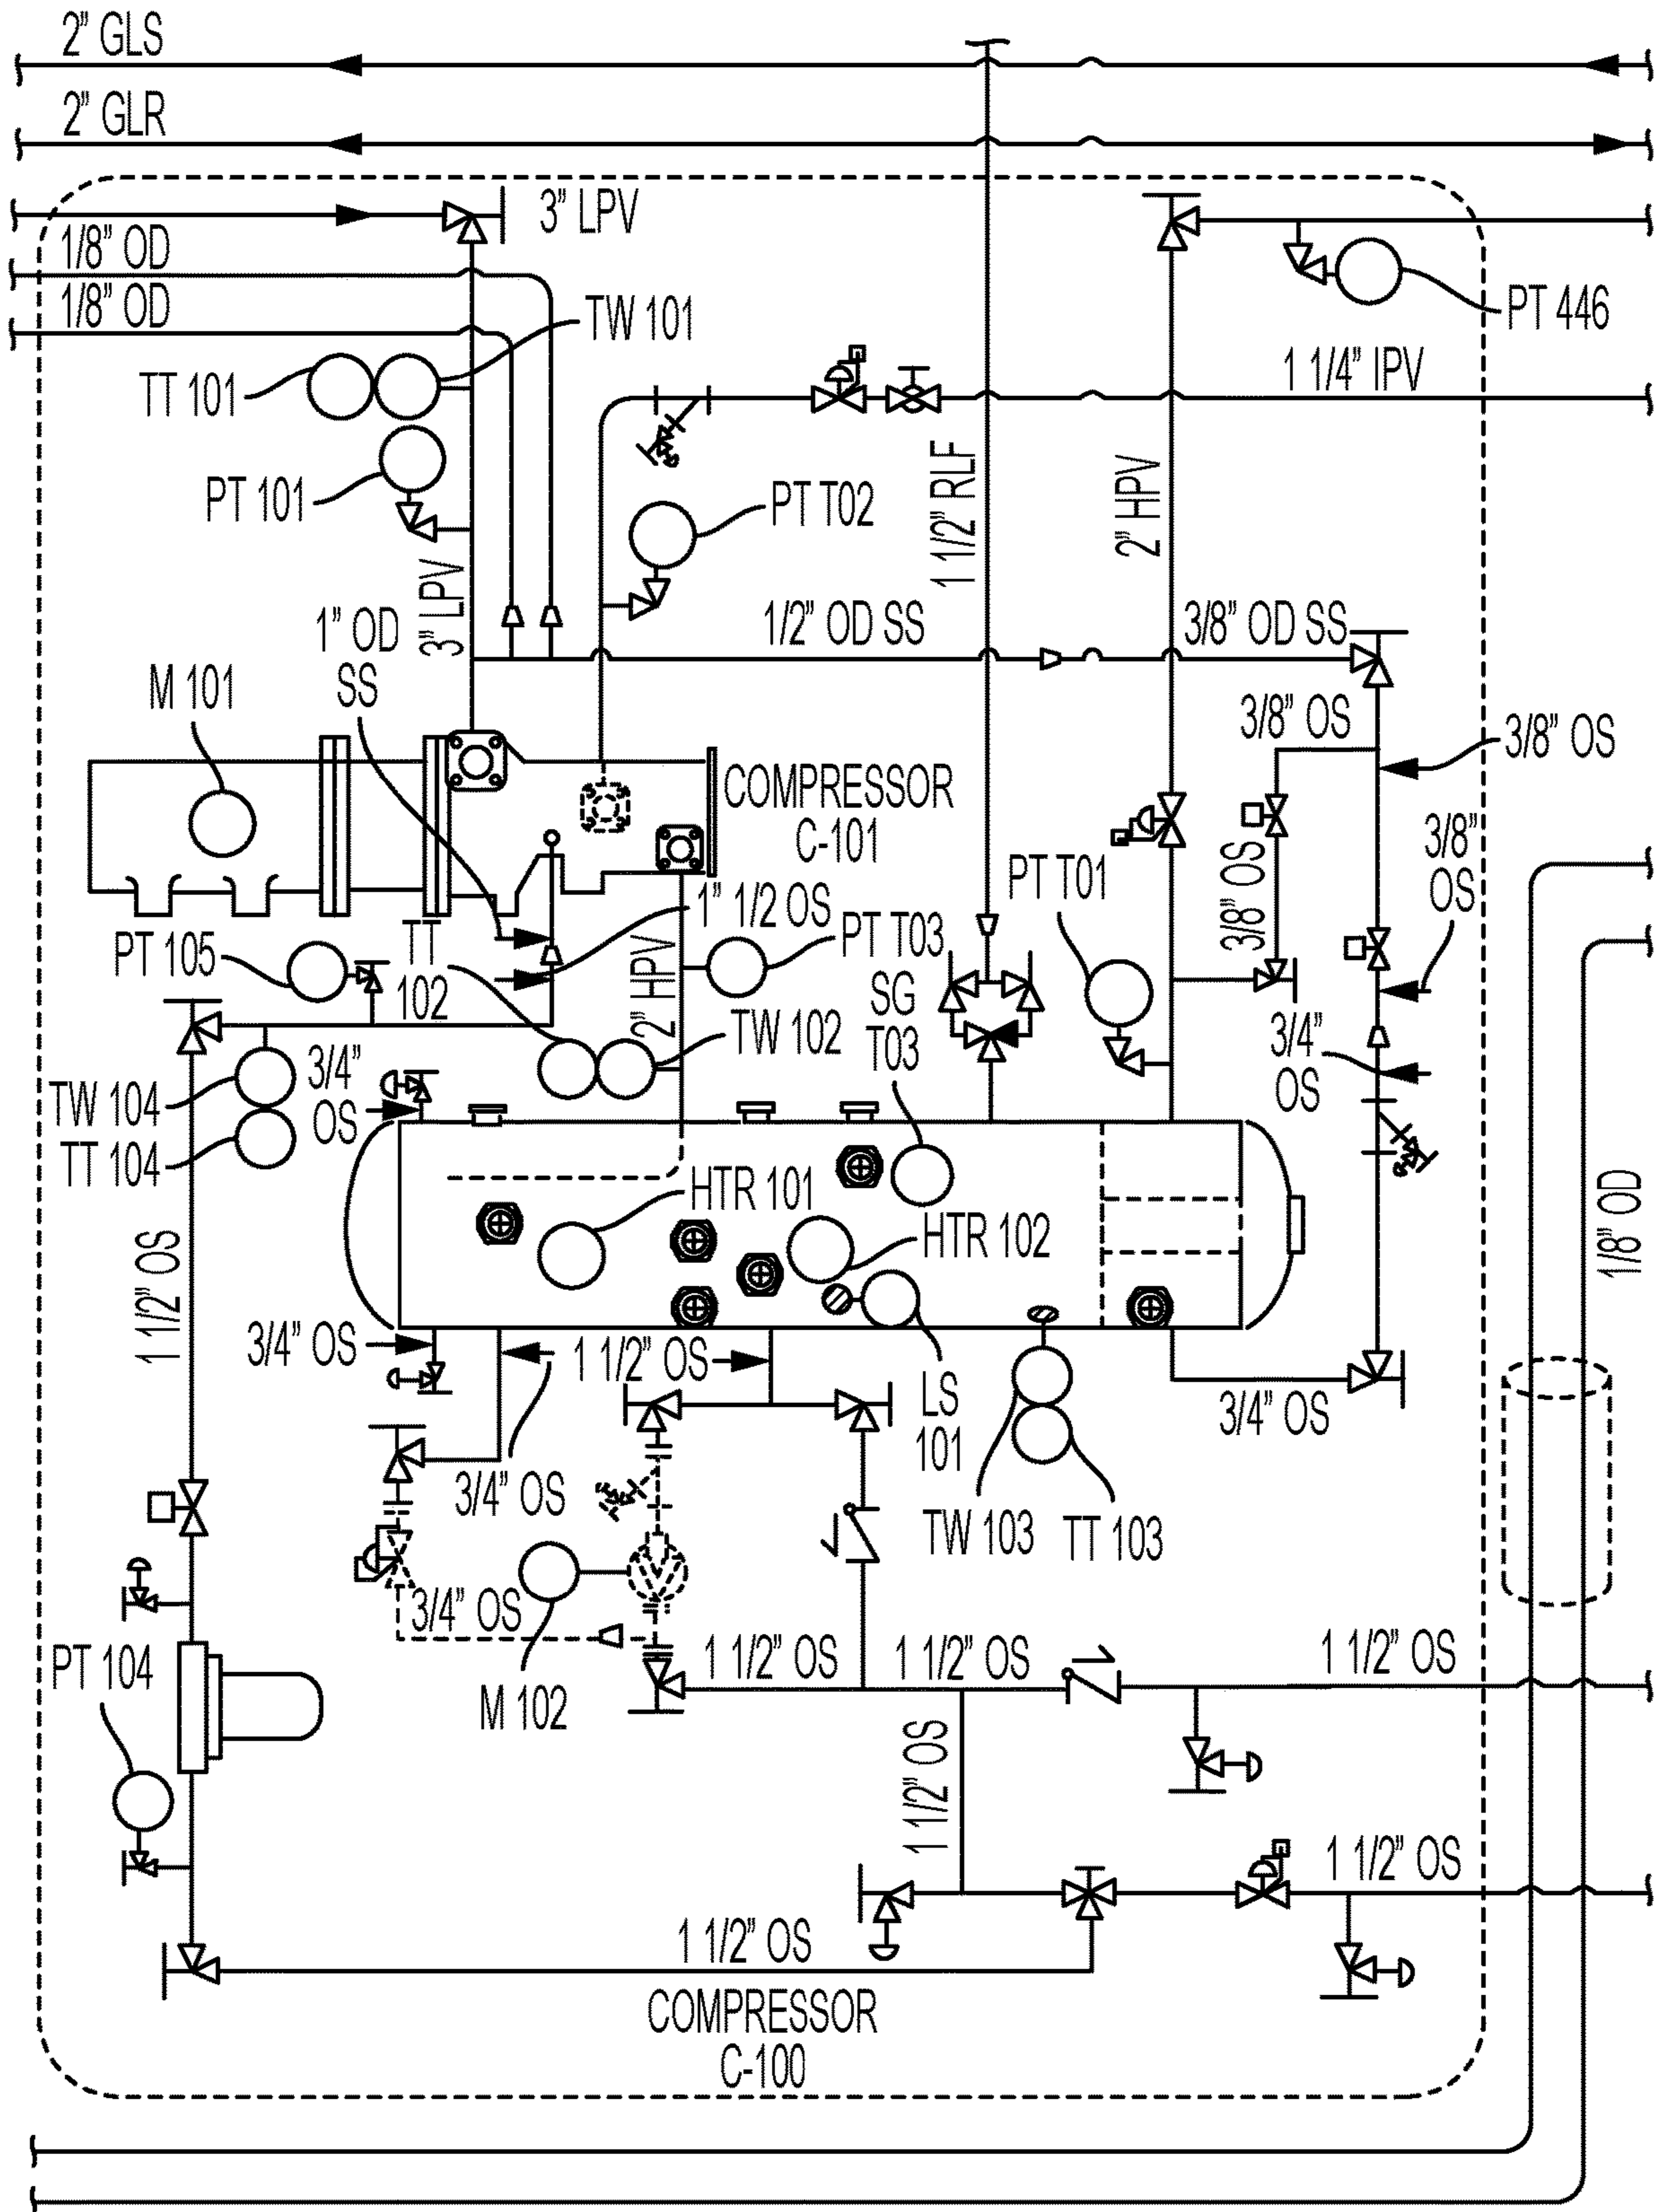 2" GLS
2" GLR
3" LPV
1/8" OD
1/8" OD
TW 101
TT 101
PT 446
1 1/4" IPV
PT 101
PT T02
1 1/2" RLF
2" HPV
3" LPV
1" OD
SS
1/2" OD SS
3/8" OD SS
M 101
3/8" OS
3/8" OS
COMPRESSOR
C-101
3/8"
OS
PT T01
3/8" OS
1" 1/2 OS
PT 105
TT
102
2" HPV
PT T03
SG
T03
TW 102
3/4"
OS
3/4"
OS
TW 104
TT 104
HTR 101
HTR 102
1/8" OD
1 1/2" OS
3/4" OS
1 1/2" OS
LS
101
3/4" OS
3/4" OS
TW 103
TT 103
3/4" OS
PT 104
M 102
1 1/2" OS
1 1/2" OS
1 1/2" OS
1 1/2" OS
1 1/2" OS
1 1/2" OS
COMPRESSOR
C-100